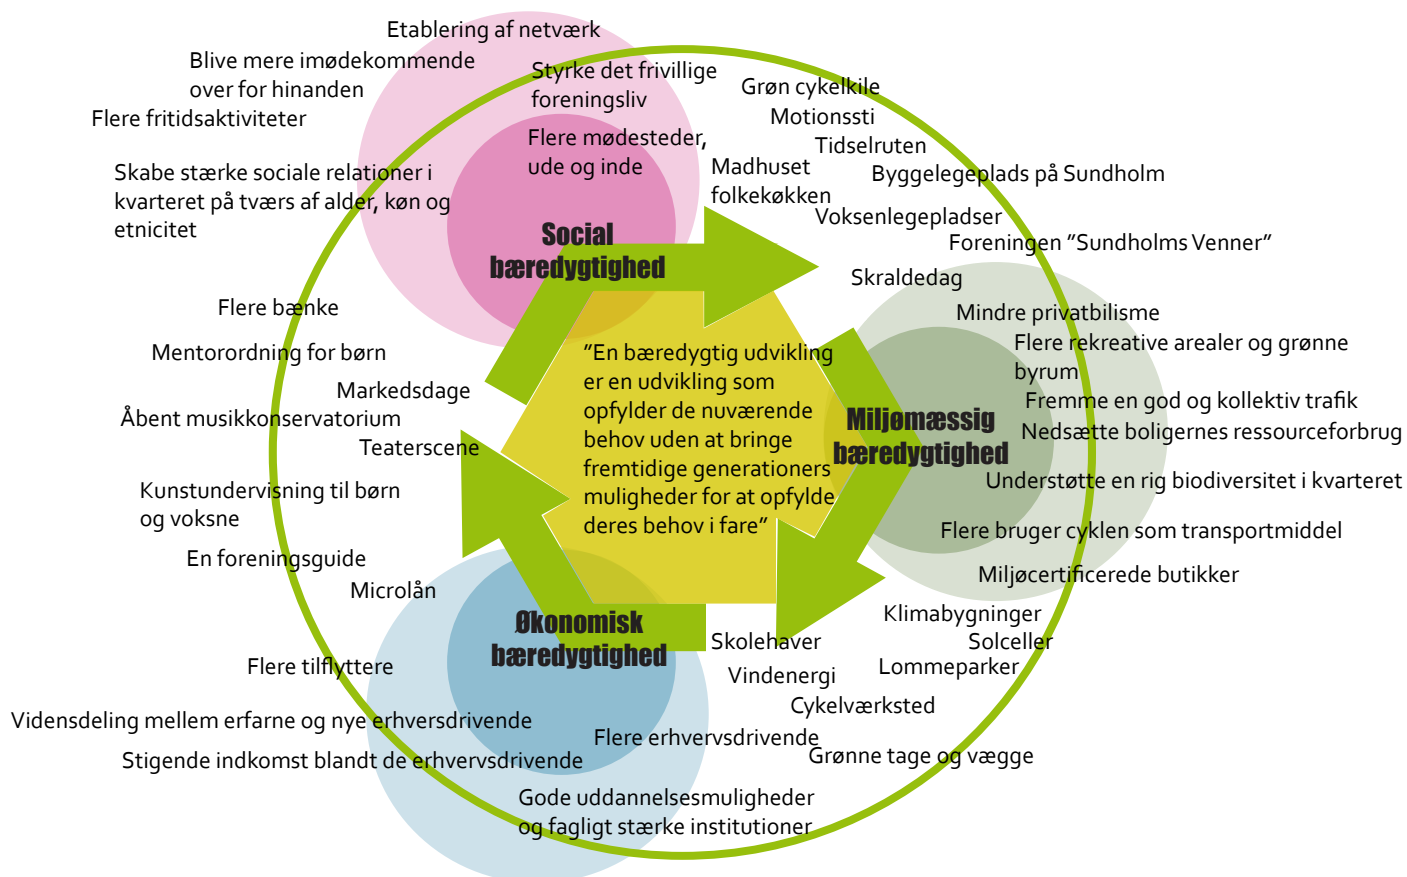 Etablering af netværk
Blive mere imødekommende
over for hinanden
Flere fritidsaktiviteter
Skabe stærke sociale relationer i
kvarteret på tværs af alder, køn og
etnicitet
Styrke det frivillige
foreningsliv
Flere mødesteder,
ude og inde
Social
bæredygtighed
Grøn cykelkile
Motionssti
Tidselruten
Madhuset
folkekøkken
Byggelegeplads på Sundholm
Voksenlegepladser
Foreningen ”Sundholms Venner”
Skraldedag
Mindre privatbilisme
Flere rekreative arealer og grønne
byrum
Fremme en god og kollektiv trafik
Nedsætte boligernes ressourceforbrug
Miljømæssig
bæredygtighed
Understøtte en rig biodiversitet i kvarteret
Flere bruger cyklen som transportmiddel
Miljøcertificerede butikker
”En bæredygtig udvikling
er en udvikling som
opfylder de nuværende
behov uden at bringe
fremtidige generationers
muligheder for at opfylde
deres behov i fare”
Flere bænke
Mentorordning for børn
Markedsdage
Åbent musikkonservatorium
Teaterscene
Kunstundervisning til børn
og voksne
En foreningsguide
Microlån
Klimabygninger
Solceller
Skolehaver
Lommeparker
Vindenergi
Cykelværksted
Grønne tage og vægge
Økonomisk
bæredygtighed
Flere tilflyttere
Vidensdeling mellem erfarne og nye erhversdrivende
Flere erhvervsdrivende
Stigende indkomst blandt de erhvervsdrivende
Gode uddannelsesmuligheder
og fagligt stærke institutioner